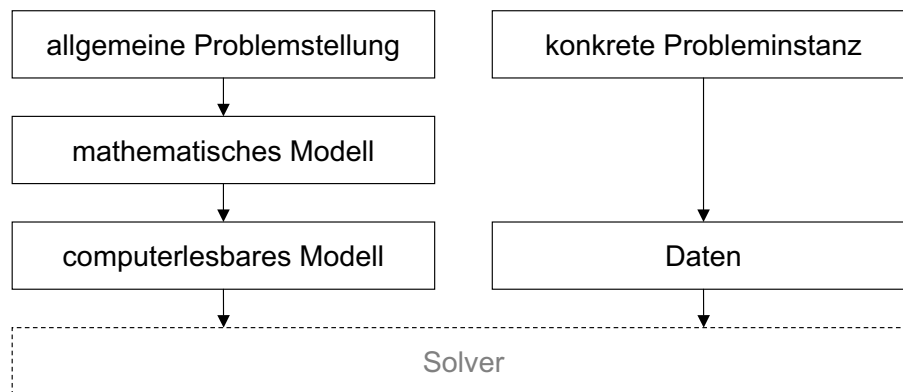 allgemeine Problemstellung
konkrete Probleminstanz
mathematisches Modell
computerlesbares Modell
Daten
Solver